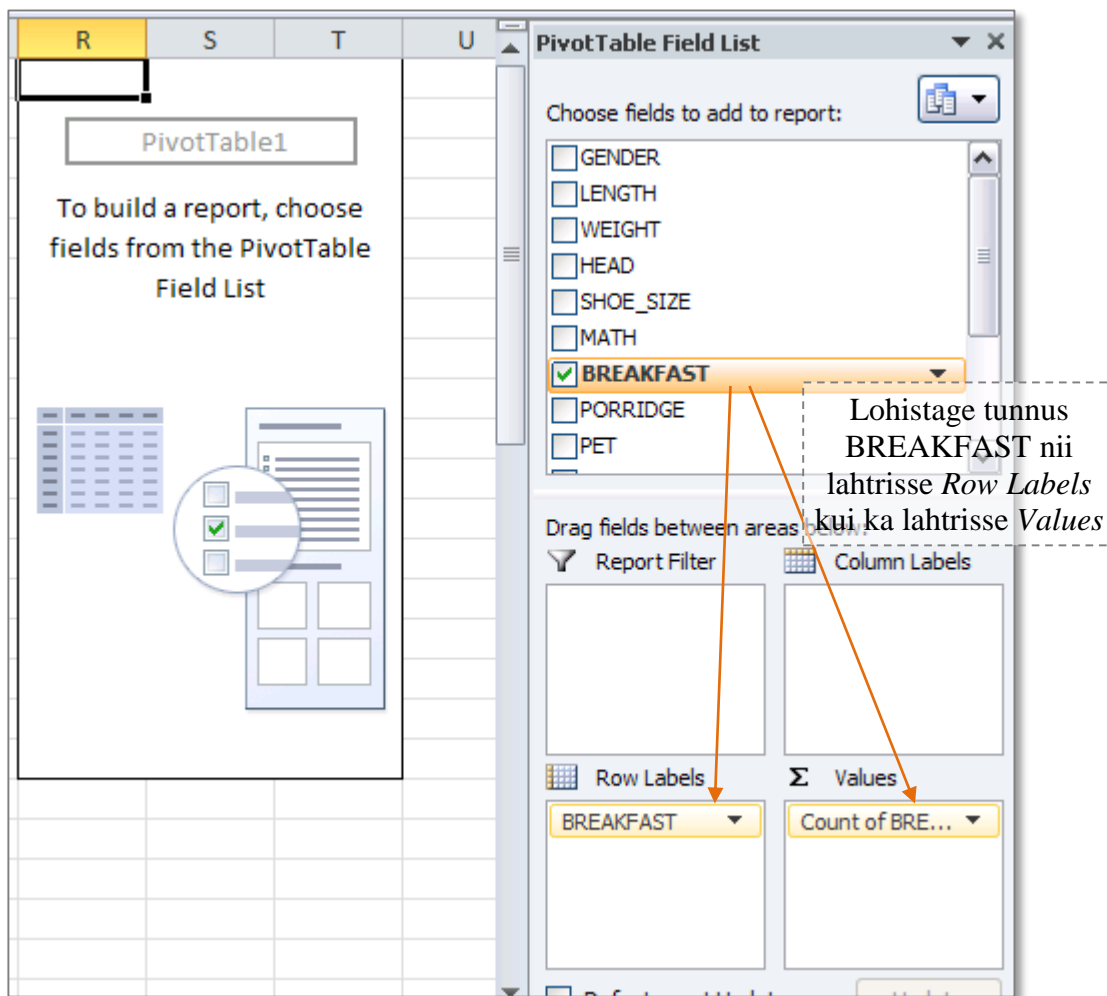 R S T U
PivotTable1
To build a report, choose
fields from the PivotTable
Field List
PivotTable Field List
Choose fields to add to report:
GENDER
LENGTH
WEIGHT
HEAD
SHOE_SIZE
MATH
BREAKFAST
PORRIDGE
PET
Lohistage tunnus
BREAKFAST nii
lahtrisse Row Labels
kui ka lahtrisse Values
Drag fields between areas below:
Report Filter
Column Labels
Row Labels
Σ Values
BREAKFAST
Count of BRE...